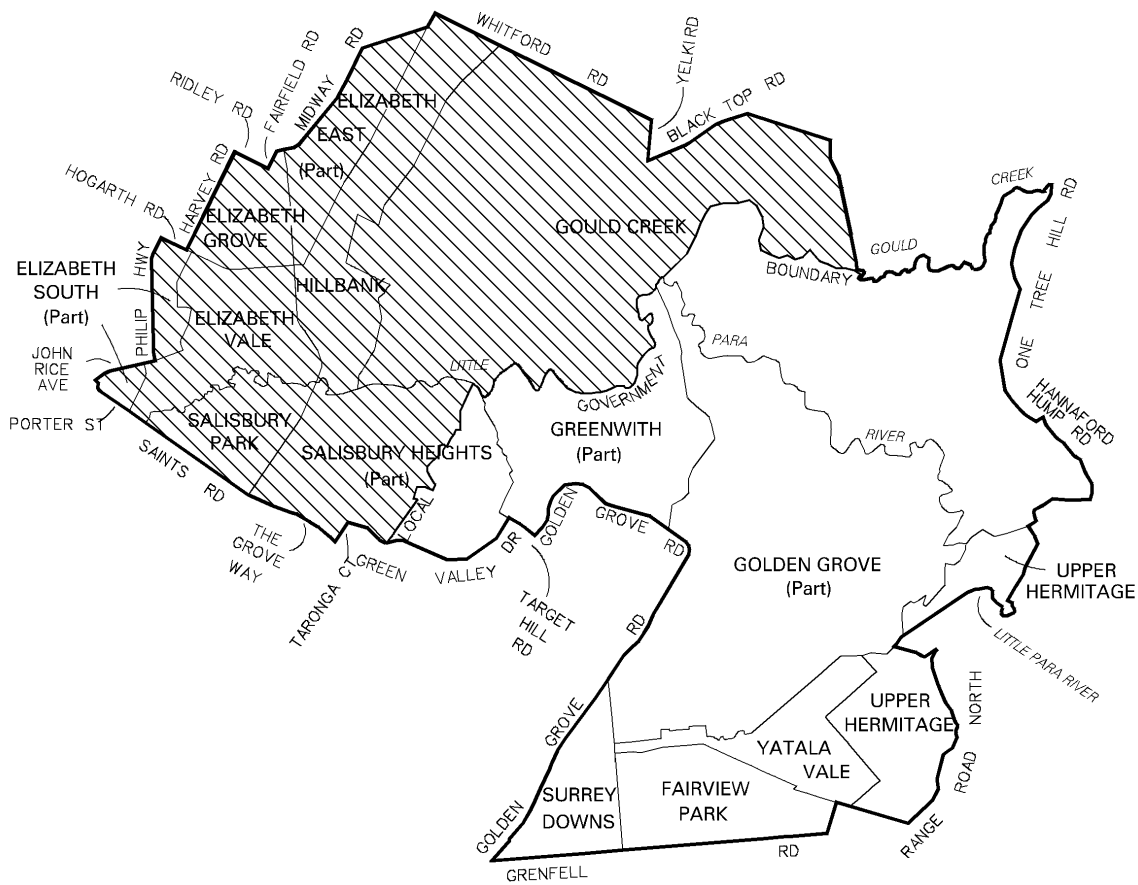 WHITFORD
RD
YELKI RD
BLACK TOP RD
MIDWAY
RD
FAIRFIELD RD
RIDLEY RD
HARVEY RD
HOGARTH RD
PHILIP
HWY
ELIZABETH
EAST
(Part)
ELIZABETH
GROVE
GOULD CREEK
HILLBANK
ELIZABETH
SOUTH
(Part)
ELIZABETH
VALE
JOHN
RICE
AVE
PORTER ST
SAINTS
RD
SALISBURY
PARK
SALISBURY HEIGHTS
(Part)
LITTLE
PARA
RIVER
LOCAL
GOVERNMENT
BOUNDARY
GOULD
CREEK
ONE TREE HILL RD
HANNAFORD
HUMP RD
GREENWITH
(Part)
THE
GROVE
WAY
TARONGA CT
GREEN
VALLEY
DR
GOLDEN
GROVE
RD
TARGET
HILL
RD
GOLDEN GROVE
(Part)
UPPER
HERMITAGE
LITTLE PARA RIVER
GOLDEN
GROVE
RD
UPPER
HERMITAGE
YATALA
VALE
FAIRVIEW
PARK
SURREY
DOWNS
RANGE
ROAD
NORTH
GRENFELL
RD